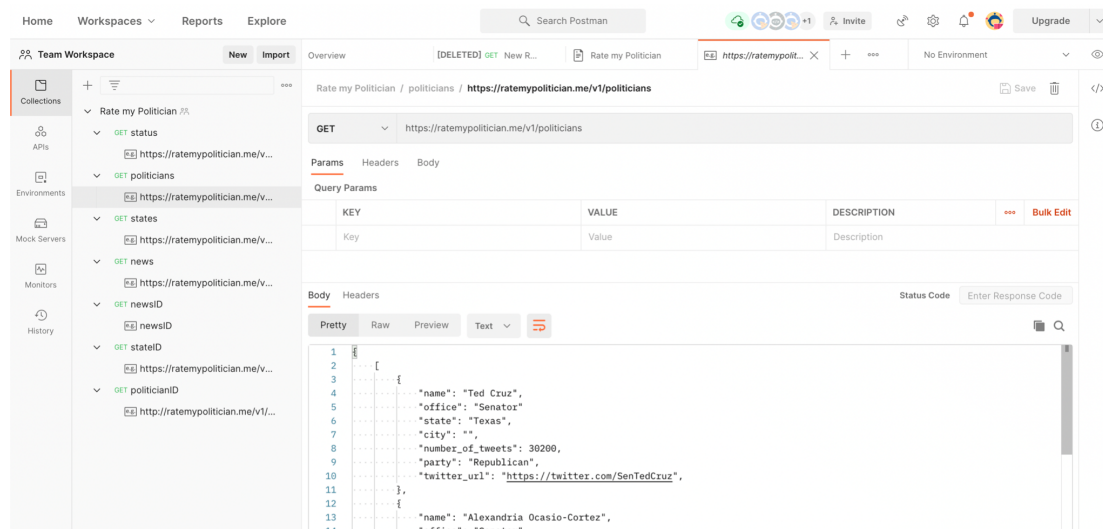 Home Workspaces Reports Explore Search Postman +1 Invite Upgrade
Team Workspace New Import Overview [DELETED] GET New R... Rate my Politician https://ratemypolit... No Environment
Collections
APIs
Environments
Mock Servers
Monitors
History
Rate my Politician
GET status
e.g. https://ratemypolitician.me/v...
GET politicians
e.g. https://ratemypolitician.me/v...
GET states
e.g. https://ratemypolitician.me/v...
GET news
e.g. https://ratemypolitician.me/v...
GET newsID
e.g. newsID
GET stateID
e.g. https://ratemypolitician.me/v...
GET politicianID
e.g. http://ratemypolitician.me/v1/...
Rate my Politician / politicians / https://ratemypolitician.me/v1/politicians Save
GET https://ratemypolitician.me/v1/politicians
Params Headers Body
Query Params
KEY VALUE DESCRIPTION Bulk Edit
Key Value Description
Body Headers Status Code Enter Response Code
Pretty Raw Preview Text
1 {
2 [
3 {
4 "name": "Ted Cruz",
5 "office": "Senator"
6 "state": "Texas",
7 "city": "",
8 "number_of_tweets": 30200,
9 "party": "Republican",
10 "twitter_url": "https://twitter.com/SenTedCruz",
11 },
12 {
13 "name": "Alexandria Ocasio-Cortez",